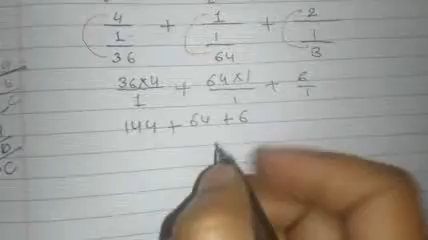 4/(1/36) + 1/(1/64) + 2/(1/3)
36×4/1 + 64×1/1 + 6/1
144 + 64 + 6